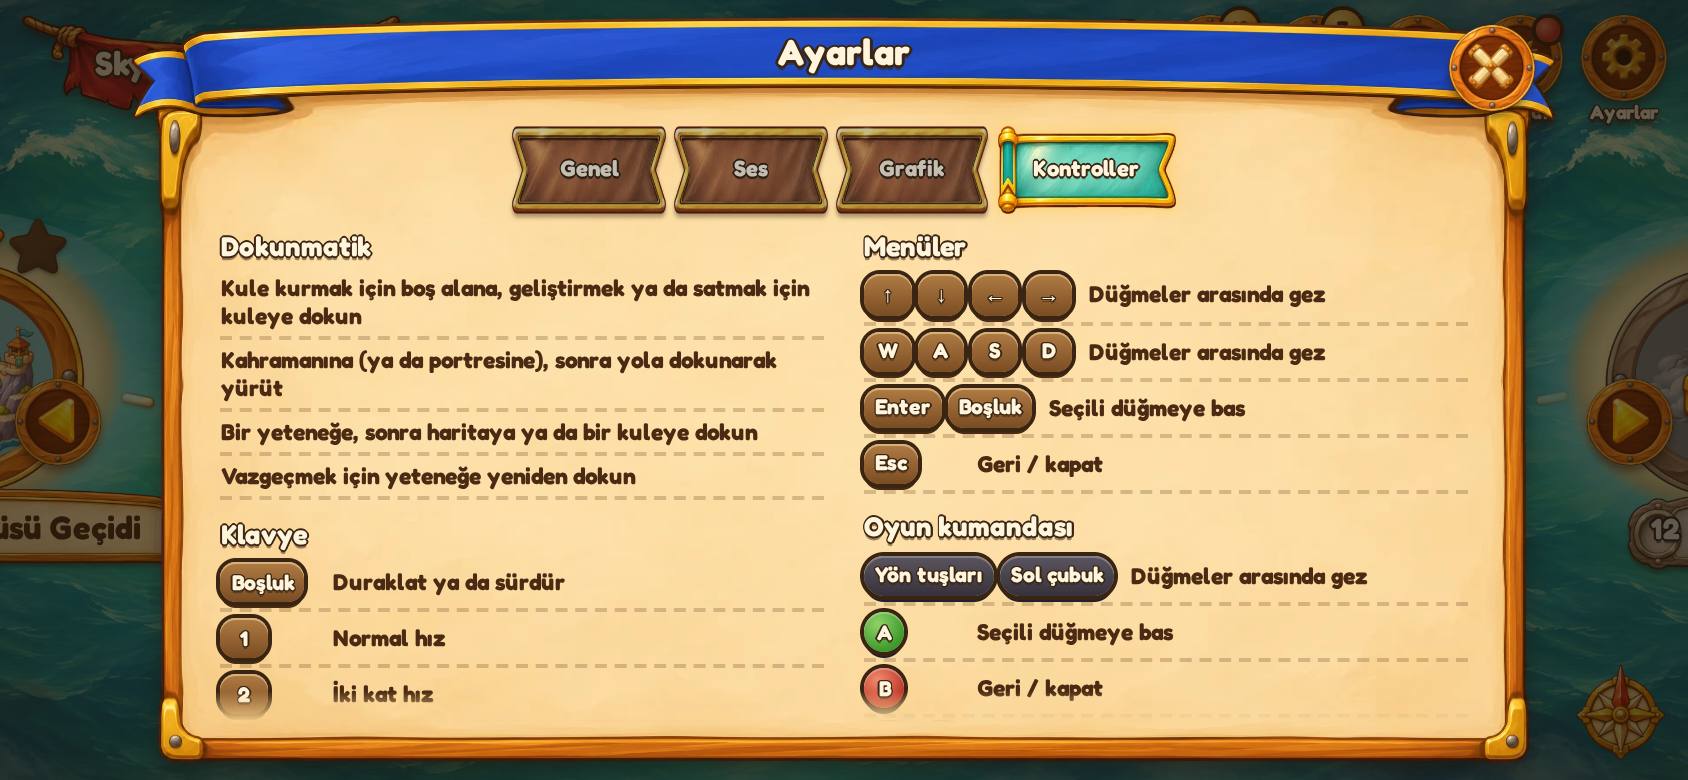 Ayarlar
Sky
Ayarlar
Genel
Ses
Grafik
Kontroller
Dokunmatik
Kule kurmak için boş alana, geliştirmek ya da satmak için
kuleye dokun
Kahramanına (ya da portresine), sonra yola dokunarak
yürüt
Bir yeteneğe, sonra haritaya ya da bir kuleye dokun
Vazgeçmek için yeteneğe yeniden dokun
Klavye
Boşluk Duraklat ya da sürdür
1 Normal hız
2 İki kat hız
Menüler
↑ ↓ ← → Düğmeler arasında gez
W A S D Düğmeler arasında gez
Enter Boşluk Seçili düğmeye bas
Esc Geri / kapat
Oyun kumandası
Yön tuşları Sol çubuk Düğmeler arasında gez
A Seçili düğmeye bas
B Geri / kapat
Geçidi
12